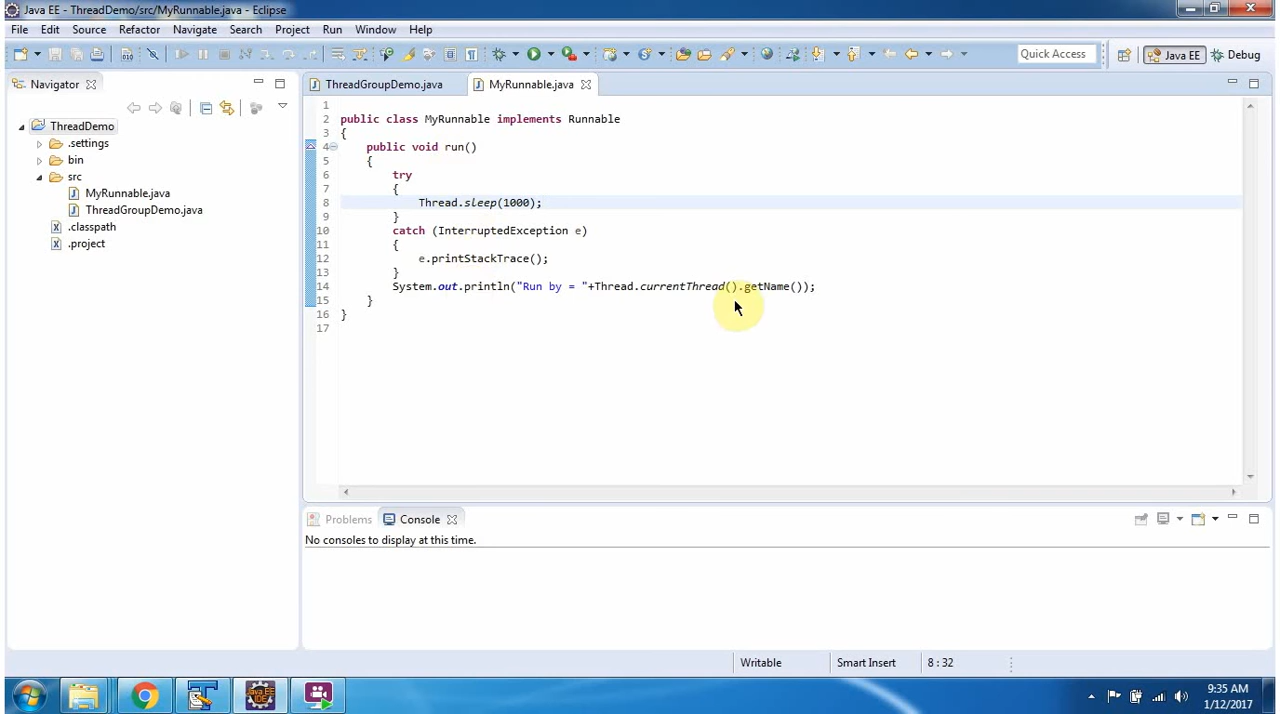 Java EE - ThreadDemo/src/MyRunnable.java - Eclipse
File Edit Source Refactor Navigate Search Project Run Window Help
Quick Access Java EE Debug
Navigator
ThreadDemo
.settings
bin
src
MyRunnable.java
ThreadGroupDemo.java
.classpath
.project
ThreadGroupDemo.java MyRunnable.java
1
2 public class MyRunnable implements Runnable
3 {
4 public void run()
5 {
6 try
7 {
8 Thread.sleep(1000);
9 }
10 catch (InterruptedException e)
11 {
12 e.printStackTrace();
13 }
14 System.out.println("Run by = "+Thread.currentThread().getName());
15 }
16 }
17
Problems Console
No consoles to display at this time.
Writable Smart Insert 8 : 32
Java EE
IDE
9:35 AM
1/12/2017